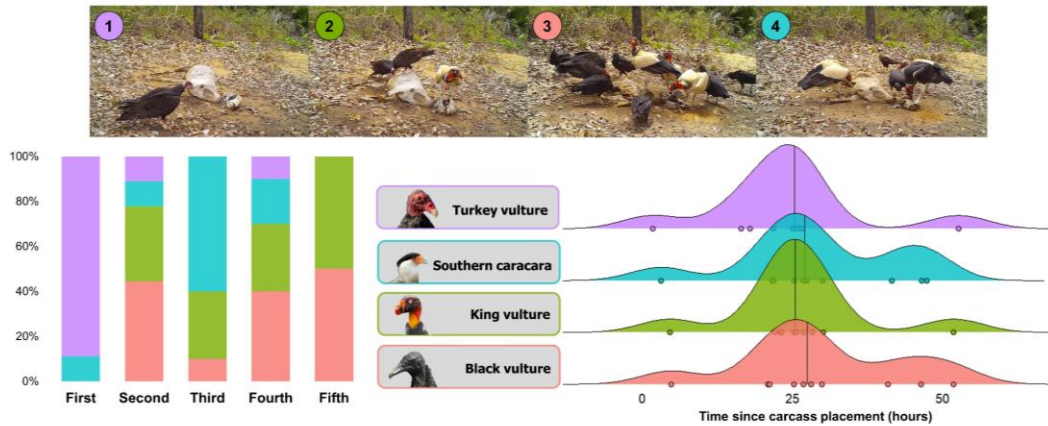 1 2 3 4
100%
80%
60%
40%
20%
0%
First Second Third Fourth Fifth
Turkey vulture
Southern caracara
King vulture
Black vulture
0 25 50
Time since carcass placement (hours)